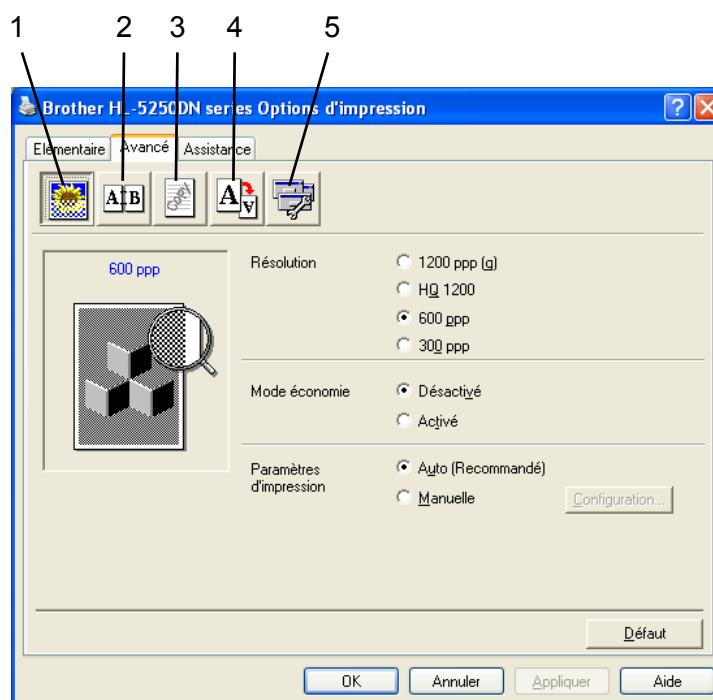 1 2 3 4 5
Brother HL-5250DN series Options d'impression
Elémentaire Avancé Assistance
A B COPY A A
600 ppp
Résolution
1200 ppp (g)
HQ 1200
600 ppp
300 ppp
Mode économie
Désactivé
Activé
Paramètres
d'impression
Auto (Recommandé)
Manuelle
Configuration...
Défaut
OK Annuler Appliquer Aide